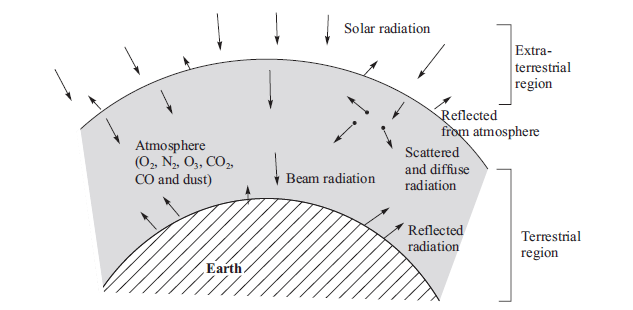 Solar radiation
Extra-
terrestrial
region
Reflected
from atmosphere
Atmosphere
(O₂, N₂, O₃, CO₂,
CO and dust)
Scattered
and diffuse
radiation
Beam radiation
Reflected
radiation
Terrestrial
region
Earth